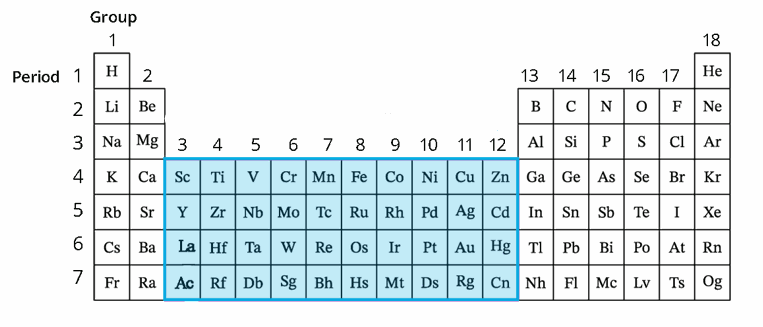 Group
1 18
Period 1 H 2 13 14 15 16 17 He
2 Li Be B C N O F Ne
3 Na Mg 3 4 5 6 7 8 9 10 11 12 Al Si P S Cl Ar
4 K Ca Sc Ti V Cr Mn Fe Co Ni Cu Zn Ga Ge As Se Br Kr
5 Rb Sr Y Zr Nb Mo Tc Ru Rh Pd Ag Cd In Sn Sb Te I Xe
6 Cs Ba La Hf Ta W Re Os Ir Pt Au Hg Tl Pb Bi Po At Rn
7 Fr Ra Ac Rf Db Sg Bh Hs Mt Ds Rg Cn Nh Fl Mc Lv Ts Og